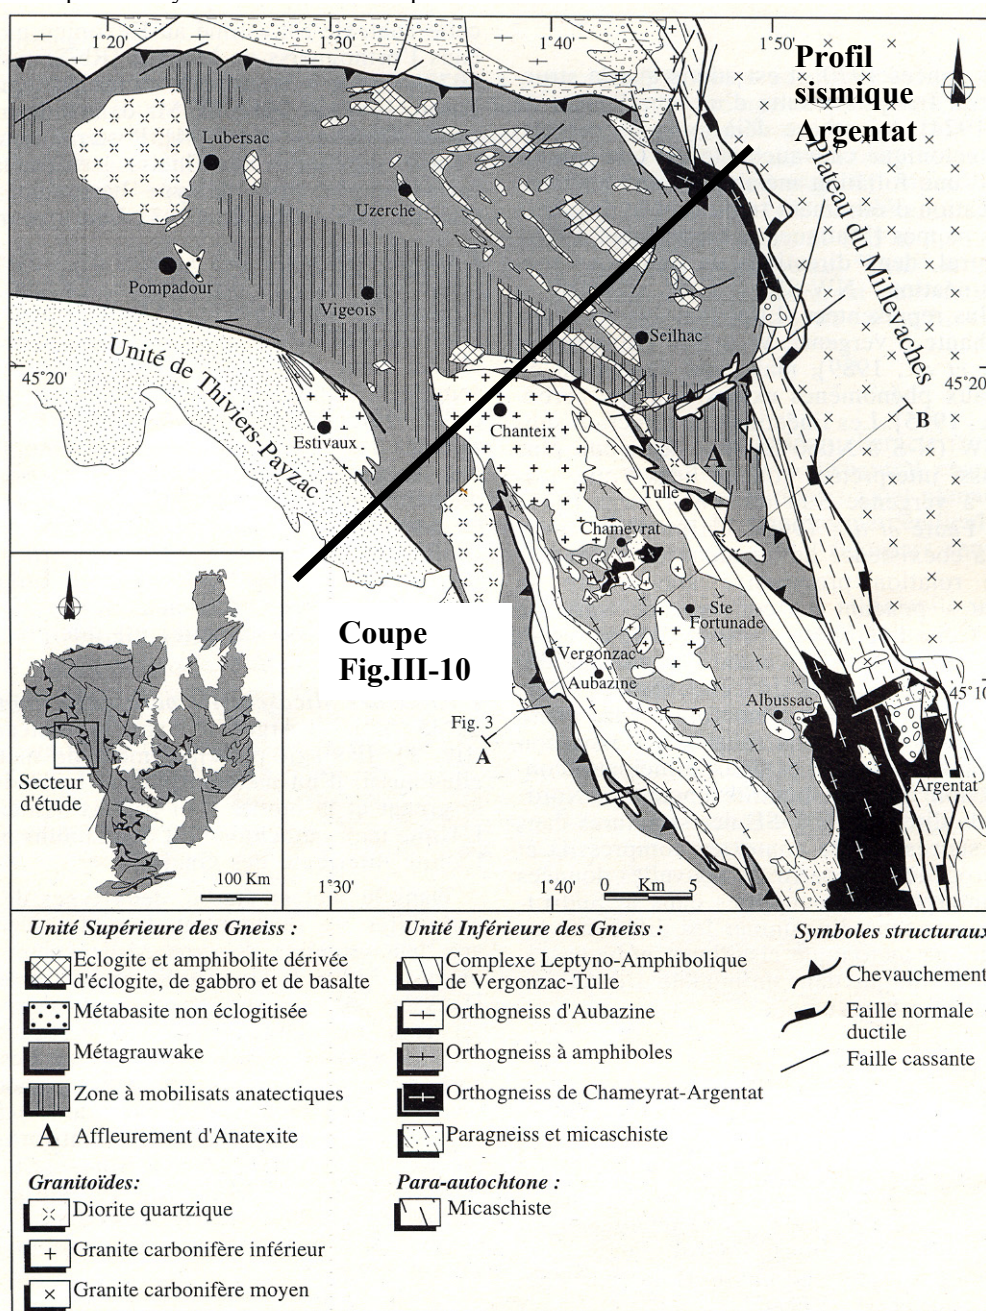 1°20'
1°30'
1°40'
1°50'
Profil
sismique
Argentat
N
Plateau du Millevaches
Lubersac
Uzerche
Pompadour
Vigeois
Seilhac
Unité de Thiviers-Payzac
45°20'
45°20'
B
Estivaux
Chanteix
A
Tulle
Chameyrat
N
Coupe
Fig.III-10
Ste
Fortunade
Vergonzac
Aubazine
Albussac
45°10'
Fig. 3
A
Secteur
d'étude
Argentat
100 Km
1°30'
1°40'
0 Km 5
Unité Supérieure des Gneiss :
Eclogite et amphibolite dérivée
d'éclogite, de gabbro et de basalte
Métabasite non éclogitisée
Métagrauwake
Zone à mobilisats anatectiques
A Affleurement d'Anatexite
Granitoïdes:
Diorite quartzique
Granite carbonifère inférieur
Granite carbonifère moyen
Unité Inférieure des Gneiss :
Complexe Leptyno-Amphibolique
de Vergonzac-Tulle
Orthogneiss d'Aubazine
Orthogneiss à amphiboles
Orthogneiss de Chameyrat-Argentat
Paragneiss et micaschiste
Para-autochtone :
Micaschiste
Symboles structuraux
Chevauchement
Faille normale
ductile
Faille cassante